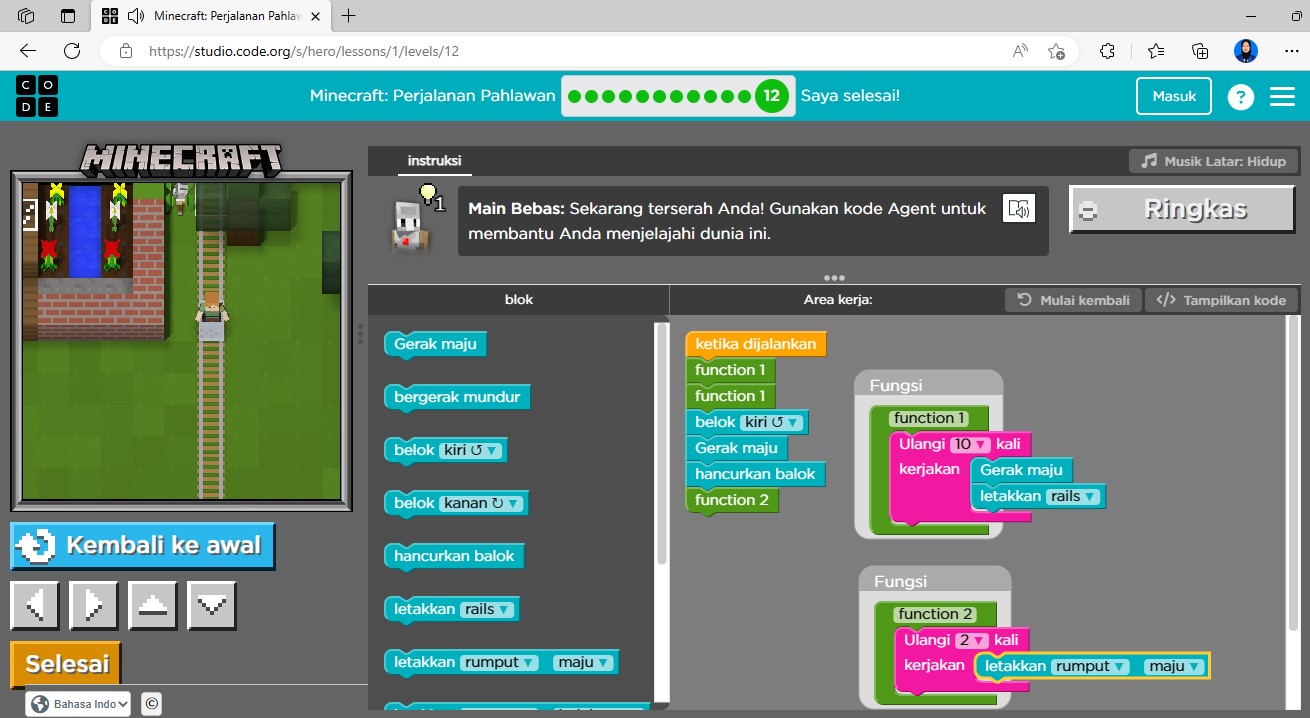 Minecraft: Perjalanan Pahlaw
https://studio.code.org/s/hero/lessons/1/levels/12
C O
D E
Minecraft: Perjalanan Pahlawan 12 Saya selesai!
Masuk ?
MINECRAFT
instruksi
Musik Latar: Hidup
1
Main Bebas: Sekarang terserah Anda! Gunakan kode Agent untuk
membantu Anda menjelajahi dunia ini.
Ringkas
blok
Area kerja:
Mulai kembali
</> Tampilkan kode
Gerak maju
bergerak mundur
belok kiri ↺ ▼
belok kanan ↻ ▼
hancurkan balok
letakkan rails ▼
letakkan rumput ▼ maju ▼
ketika dijalankan
function 1
function 1
belok kiri ↺ ▼
Gerak maju
hancurkan balok
function 2
Fungsi
function 1
Ulangi 10 ▼ kali
kerjakan Gerak maju
letakkan rails ▼
Fungsi
function 2
Ulangi 2 ▼ kali
kerjakan letakkan rumput ▼ maju ▼
Kembali ke awal
Selesai
Bahasa Indo
©